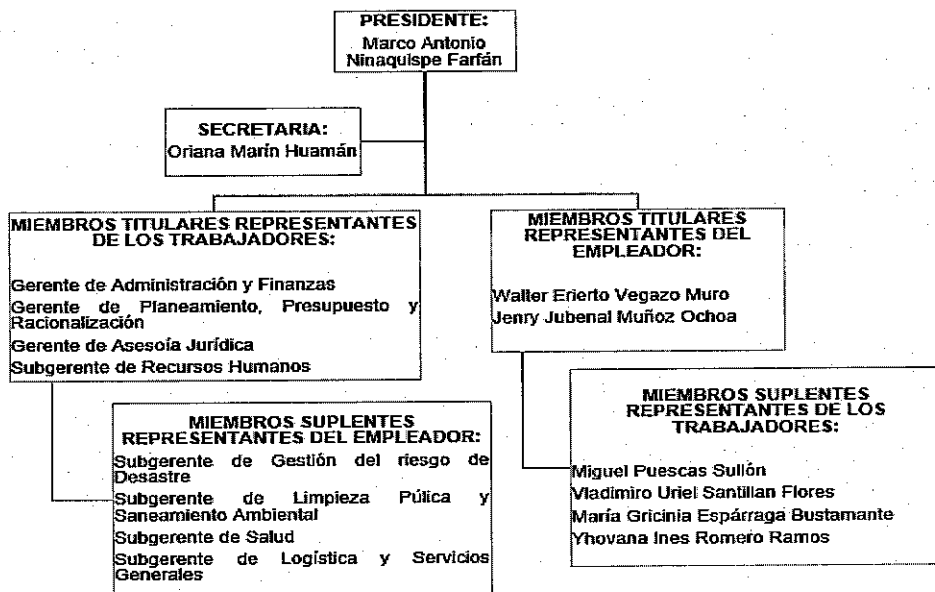 PRESIDENTE:
Marco Antonio
Ninaquispe Farfán
SECRETARIA:
Oriana Marín Huamán
MIEMBROS TITULARES REPRESENTANTES
DE LOS TRABAJADORES:
Gerente de Administración y Finanzas
Gerente de Planeamiento, Presupuesto y
Racionalización
Gerente de Asesoía Jurídica
Subgerente de Recursos Humanos
MIEMBROS TITULARES
REPRESENTANTES DEL
EMPLEADOR:
Walter Erierto Vegazo Muro
Jenry Jubenal Muñoz Ochoa
MIEMBROS SUPLENTES
REPRESENTANTES DEL EMPLEADOR:
Subgerente de Gestión del riesgo de
Desastre
Subgerente de Limpieza Púlica y
Saneamiento Ambiental
Subgerente de Salud
Subgerente de Logística y Servicios
Generales
MIEMBROS SUPLENTES
REPRESENTANTES DE LOS
TRABAJADORES:
Miguel Puescas Sullón
Vladimiro Uriel Santillan Flores
María Gricinia Espárraga Bustamante
Yhovana Ines Romero Ramos